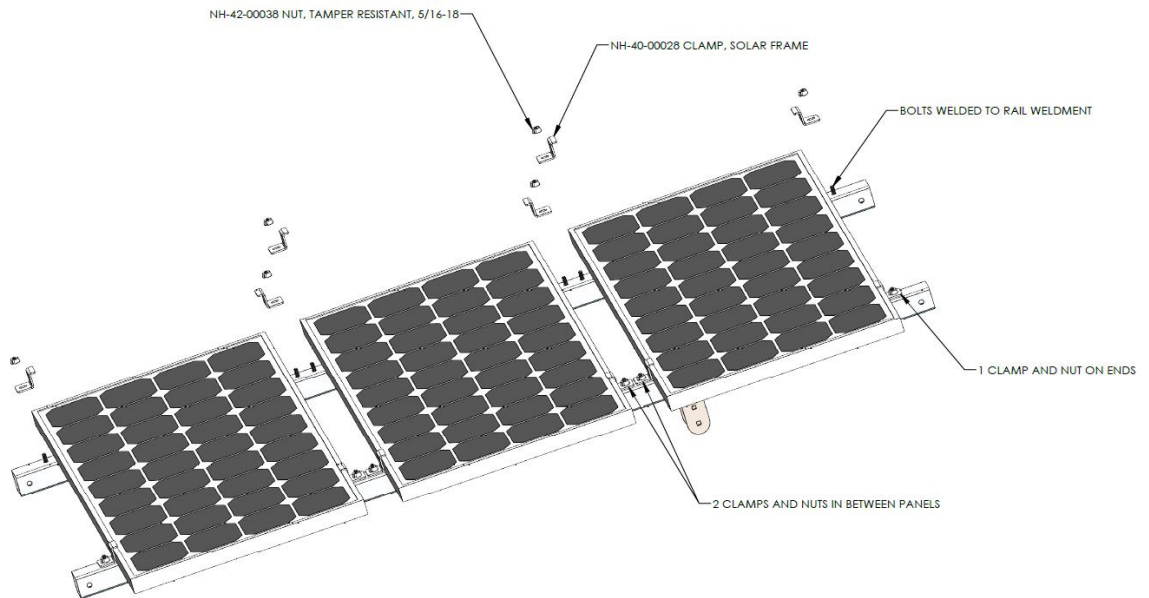 NH-42-00038 NUT, TAMPER RESISTANT, 5/16-18
NH-40-00028 CLAMP, SOLAR FRAME
BOLTS WELDED TO RAIL WELDMENT
1 CLAMP AND NUT ON ENDS
2 CLAMPS AND NUTS IN BETWEEN PANELS